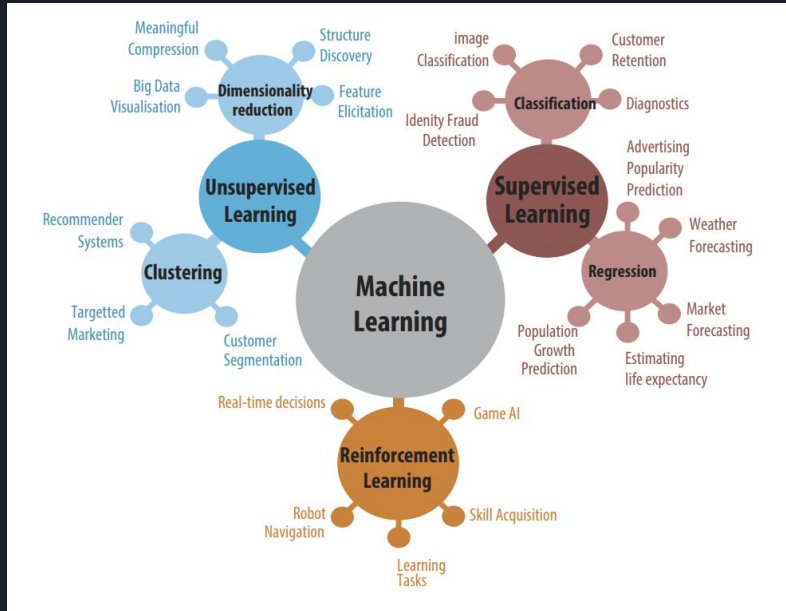 Machine
Learning
Unsupervised
Learning
Dimensionality
reduction
Meaningful
Compression
Structure
Discovery
Big Data
Visualisation
Feature
Elicitation
Clustering
Recommender
Systems
Targetted
Marketing
Customer
Segmentation
Supervised
Learning
Classification
image
Classification
Customer
Retention
Idenity Fraud
Detection
Diagnostics
Regression
Advertising
Popularity
Prediction
Weather
Forecasting
Market
Forecasting
Population
Growth
Prediction
Estimating
life expectancy
Reinforcement
Learning
Real-time decisions
Game AI
Robot
Navigation
Skill Acquisition
Learning
Tasks